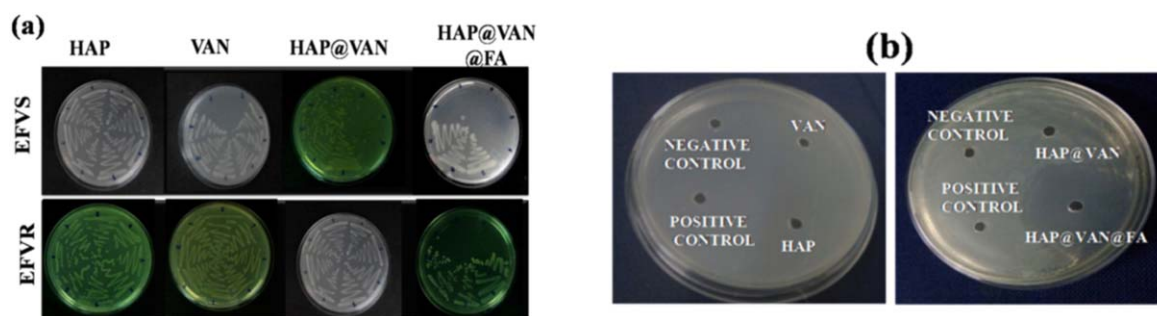 (a)
HAP VAN HAP@VAN HAP@VAN
@FA
EFVS
EFVR
(b)
NEGATIVE
CONTROL
VAN
POSITIVE
CONTROL
HAP
NEGATIVE
CONTROL
HAP@VAN
POSITIVE
CONTROL
HAP@VAN@FA